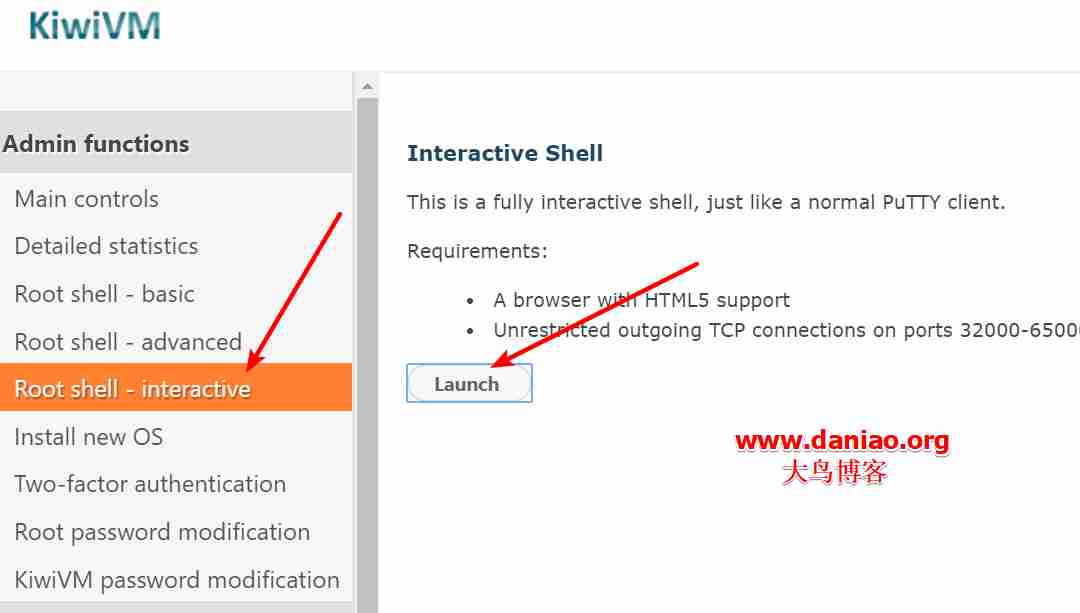 KiwiVM
Admin functions
Main controls
Detailed statistics
Root shell - basic
Root shell - advanced
Root shell - interactive
Install new OS
Two-factor authentication
Root password modification
KiwiVM password modification
Interactive Shell
This is a fully interactive shell, just like a normal PuTTY client.
Requirements:
• A browser with HTML5 support
• Unrestricted outgoing TCP connections on ports 32000-6500
Launch
www.daniao.org
大鸟博客